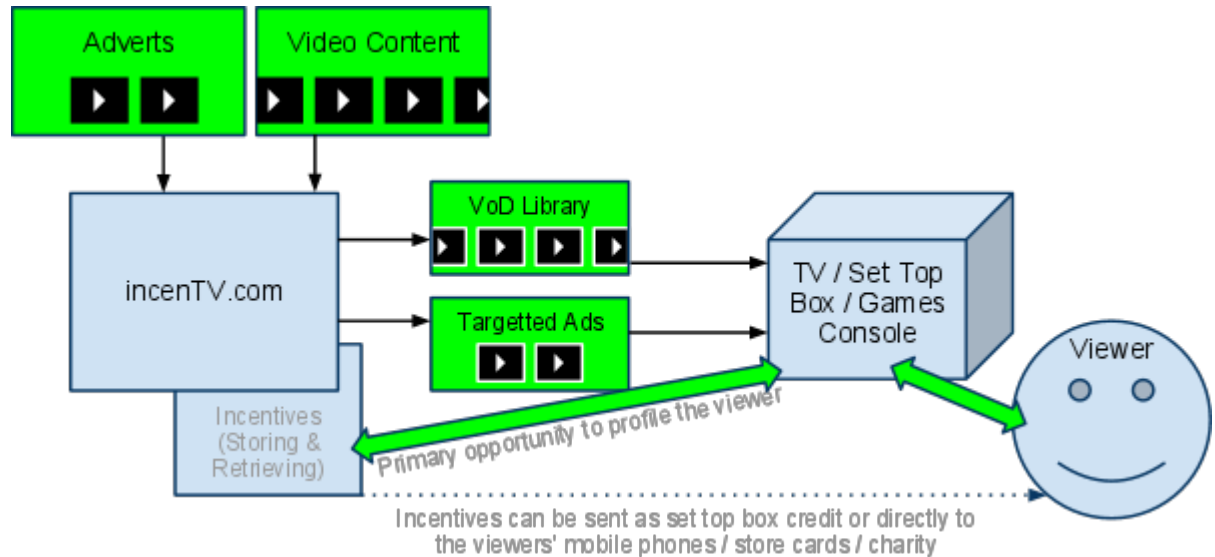 Adverts
Video Content
VoD Library
incenTV.com
Targetted Ads
TV / Set Top
Box / Games
Console
Viewer
Incentives
(Storing &
Retrieving)
Primary opportunity to profile the viewer
Incentives can be sent as set top box credit or directly to
the viewers' mobile phones / store cards / charity